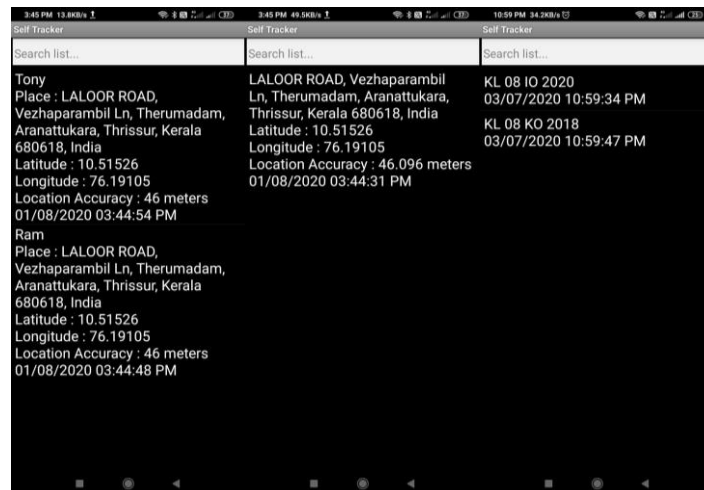 3:45 PM 13.8KB/s
Self Tracker
Search list...
Tony
Place : LALOOR ROAD,
Vezhaparambil Ln, Therumadam,
Aranattukara, Thrissur, Kerala
680618, India
Latitude : 10.51526
Longitude : 76.19105
Location Accuracy : 46 meters
01/08/2020 03:44:54 PM
Ram
Place : LALOOR ROAD,
Vezhaparambil Ln, Therumadam,
Aranattukara, Thrissur, Kerala
680618, India
Latitude : 10.51526
Longitude : 76.19105
Location Accuracy : 46 meters
01/08/2020 03:44:48 PM
3:45 PM 49.5KB/s
Self Tracker
Search list...
LALOOR ROAD, Vezhaparambil
Ln, Therumadam, Aranattukara,
Thrissur, Kerala 680618, India
Latitude : 10.51526
Longitude : 76.19105
Location Accuracy : 46.096 meters
01/08/2020 03:44:31 PM
10:59 PM 34.2KB/s
Self Tracker
Search list...
KL 08 IO 2020
03/07/2020 10:59:34 PM
KL 08 KO 2018
03/07/2020 10:59:47 PM